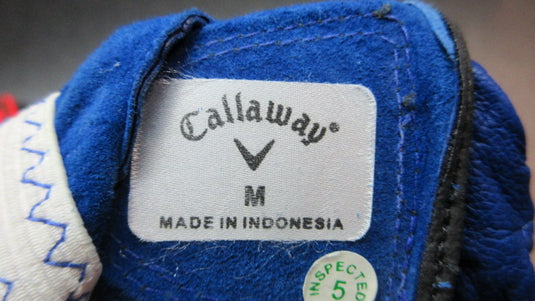 Callaway®
M
MADE IN INDONESIA
INSPECTED
5